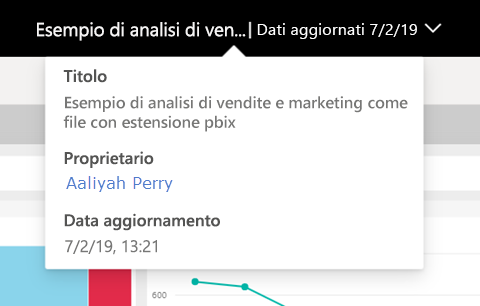 Esempio di analisi di ven...| Dati aggiornati 7/2/19
Titolo
Esempio di analisi di vendite e marketing come
file con estensione pbix
Proprietario
Aaliyah Perry
Data aggiornamento
7/2/19, 13:21
600